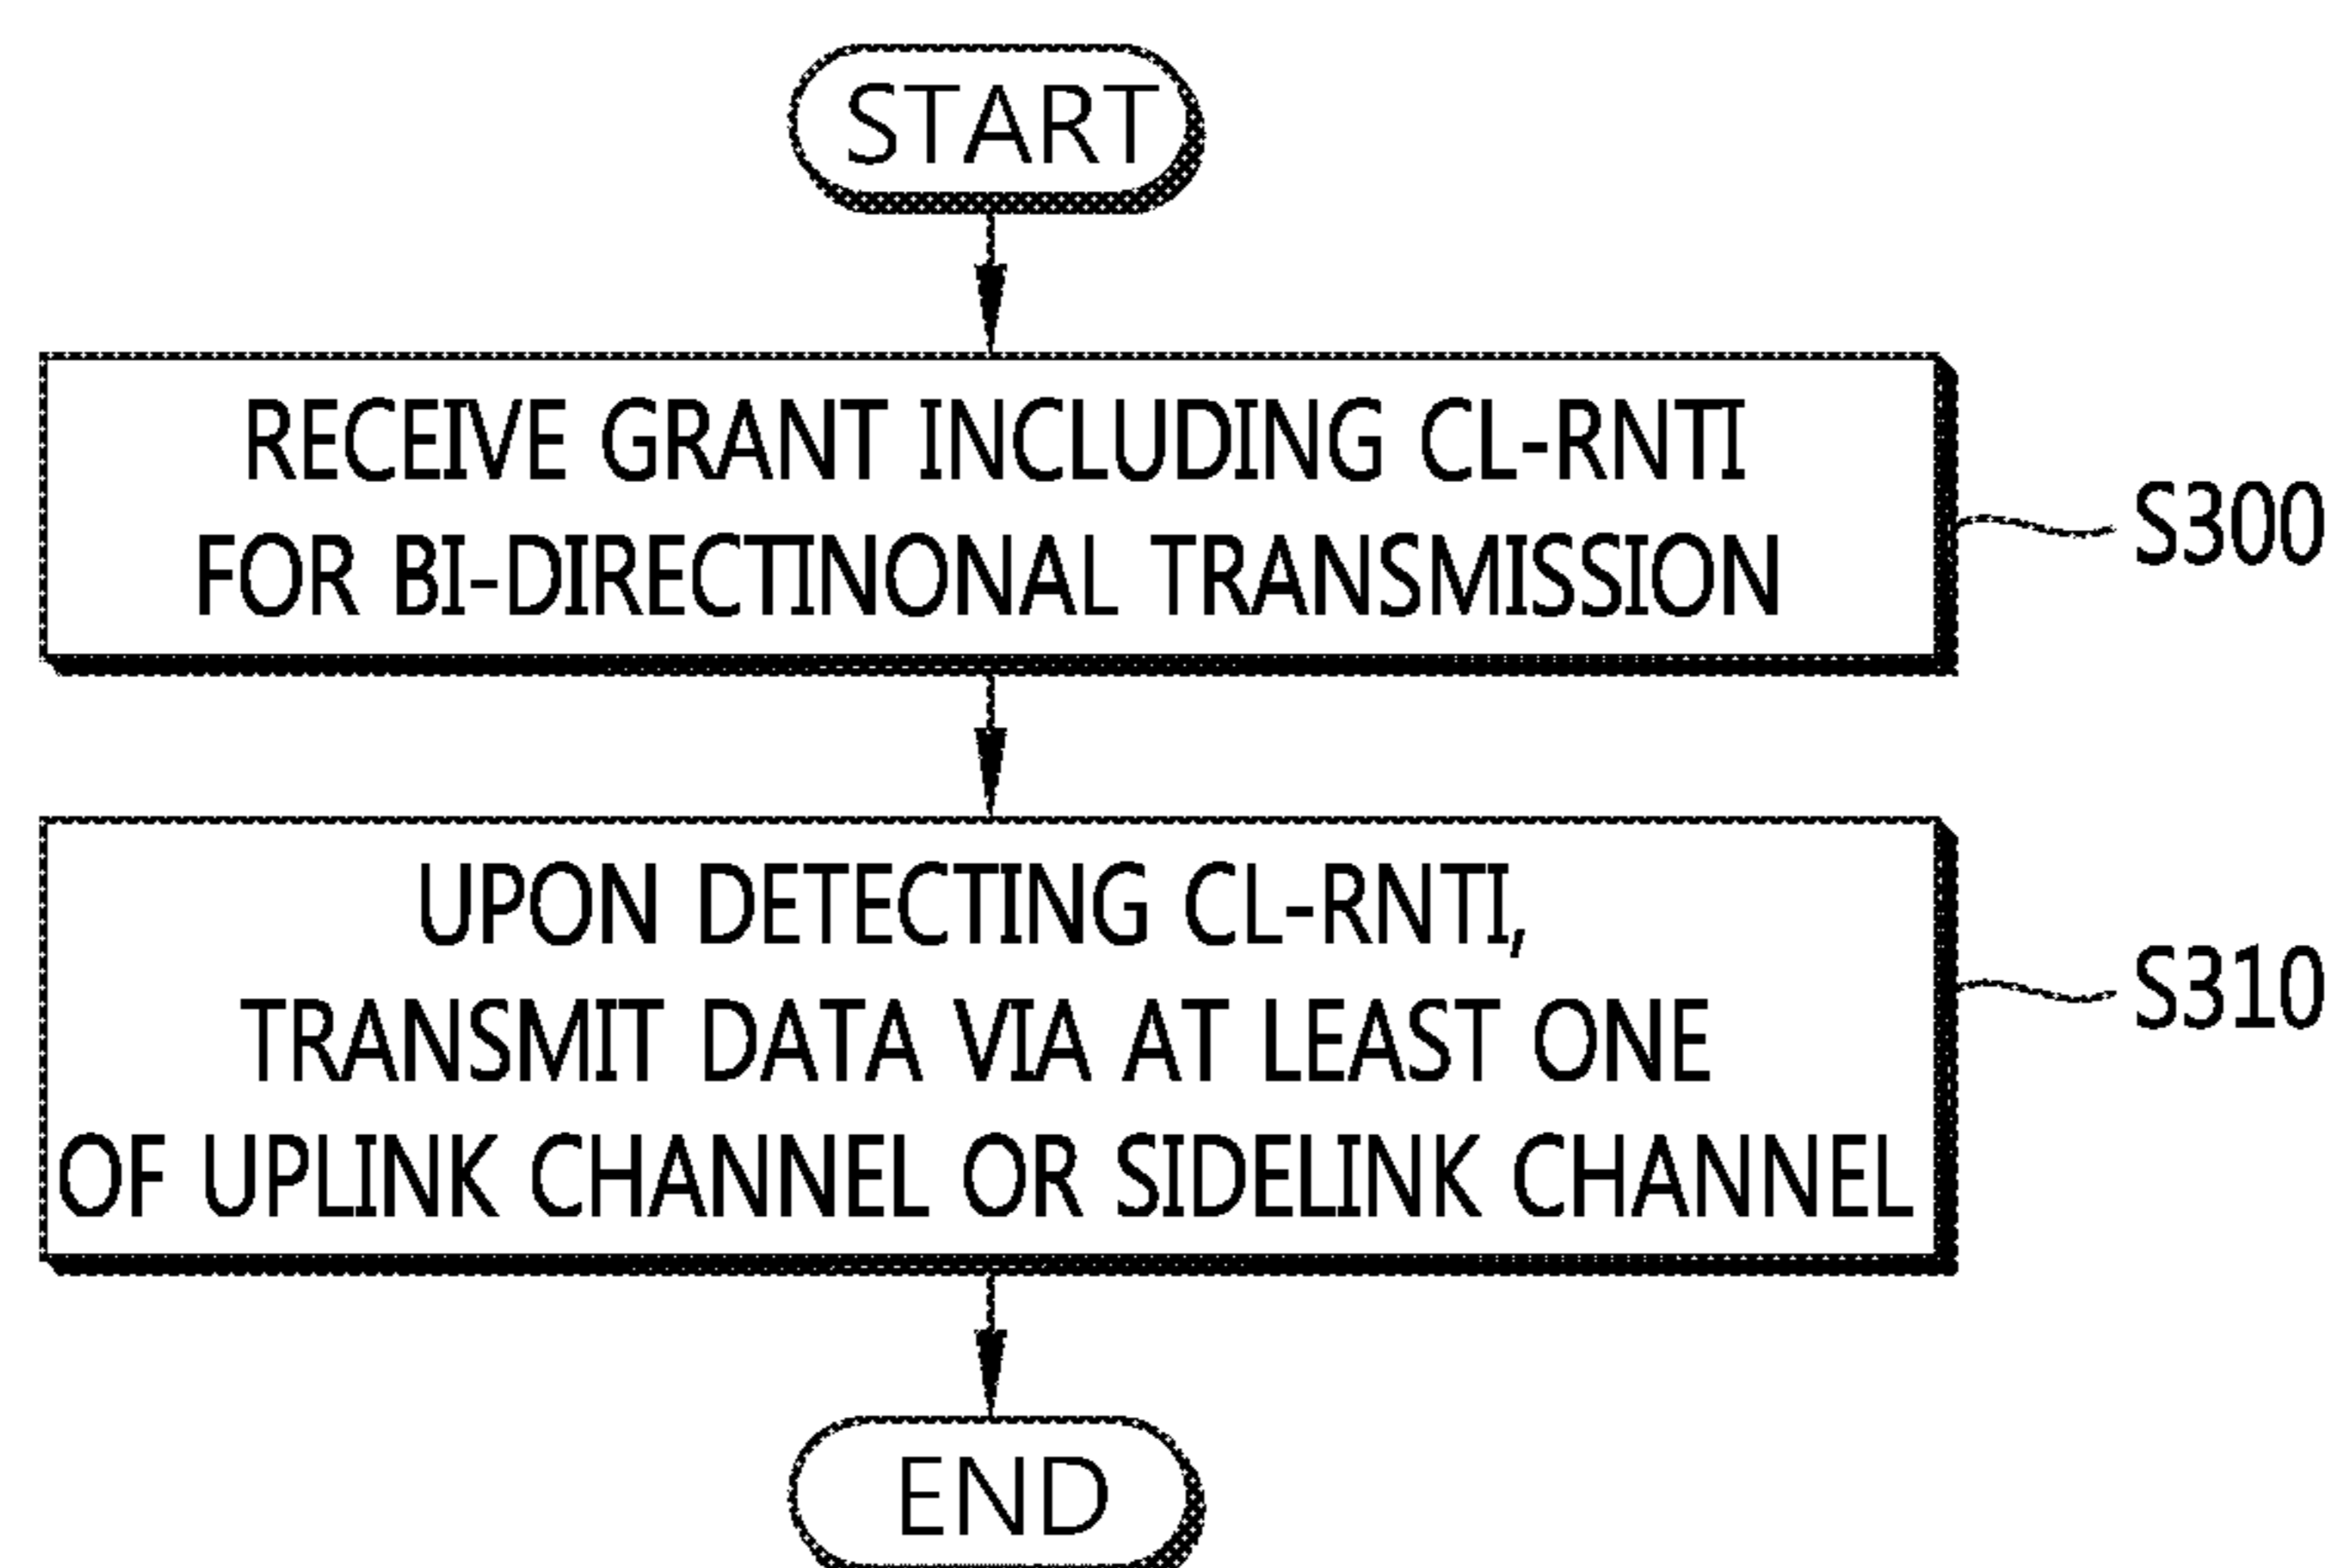 START
RECEIVE GRANT INCLUDING CL-RNTI
FOR BI-DIRECTINONAL TRANSMISSION
S300
UPON DETECTING CL-RNTI,
TRANSMIT DATA VIA AT LEAST ONE
OF UPLINK CHANNEL OR SIDELINK CHANNEL
S310
END